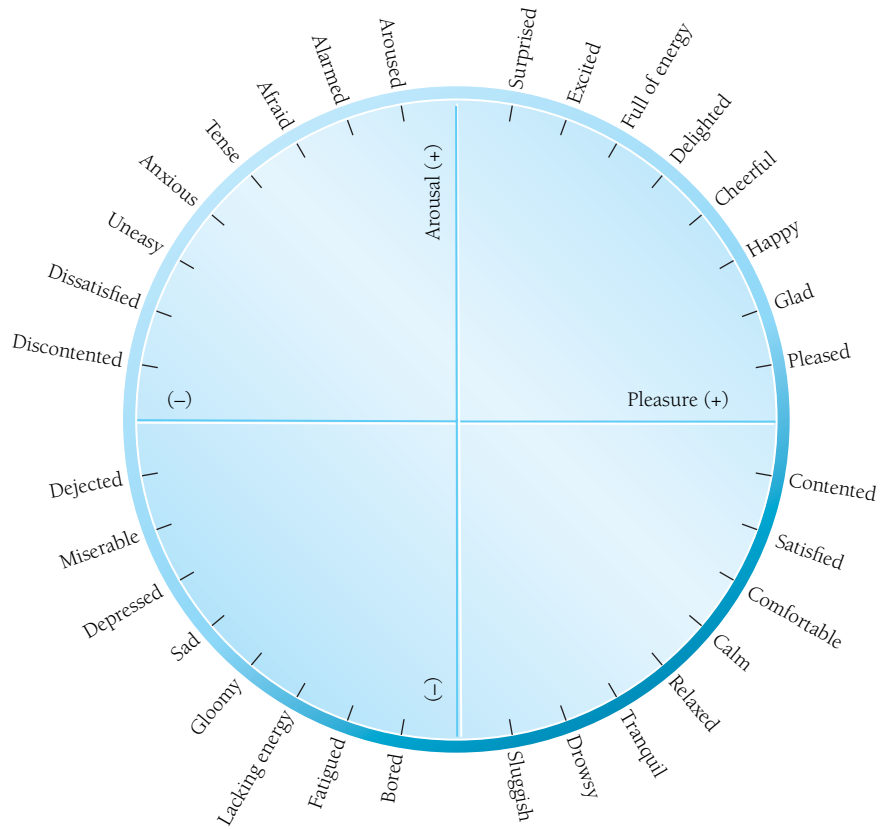 Surprised
Excited
Full of energy
Delighted
Cheerful
Happy
Glad
Pleased
Contented
Satisfied
Comfortable
Calm
Relaxed
Tranquil
Drowsy
Sluggish
Bored
Fatigued
Lacking energy
Gloomy
Sad
Depressed
Miserable
Dejected
Discontented
Dissatisfied
Uneasy
Anxious
Tense
Afraid
Alarmed
Aroused
Arousal (+)
(–)
Pleasure (+)
(–)